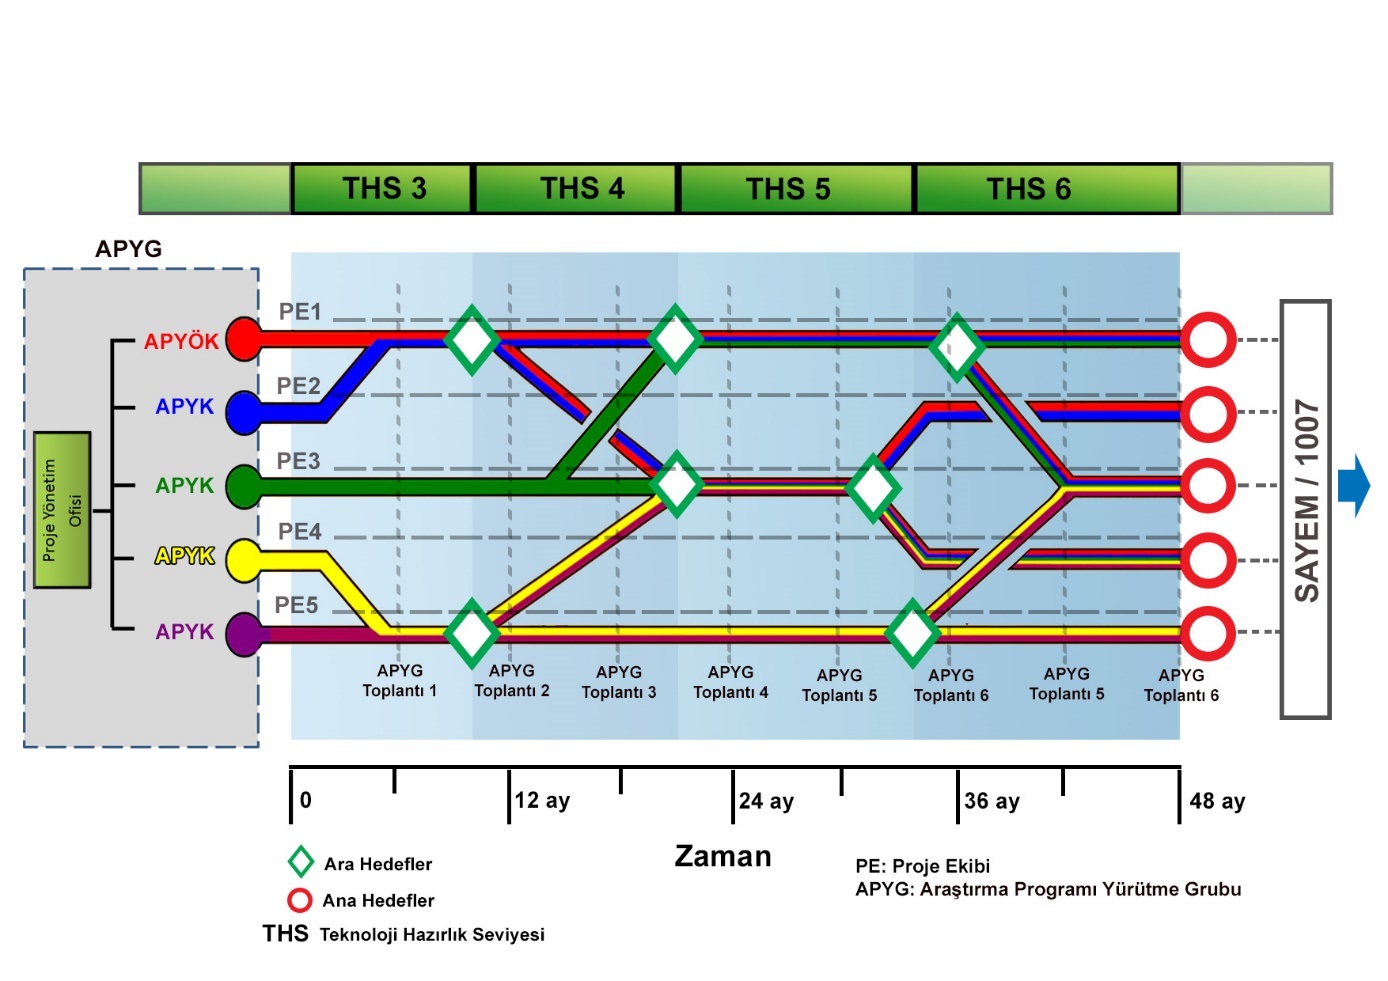 THS 3 THS 4 THS 5 THS 6
APYG
PE1
APYÖK
PE2
APYK
PE3
APYK
PE4
APYK
PE5
APYK
Proje Yönetim
Ofisi
SAYEM / 1007
APYG APYG APYG APYG APYG APYG APYG APYG
Toplantı 1 Toplantı 2 Toplantı 3 Toplantı 4 Toplantı 5 Toplantı 6 Toplantı 5 Toplantı 6
0 12 ay 24 ay 36 ay 48 ay
Zaman
Ara Hedefler
Ana Hedefler
THS Teknoloji Hazırlık Seviyesi
PE: Proje Ekibi
APYG: Araştırma Programı Yürütme Grubu